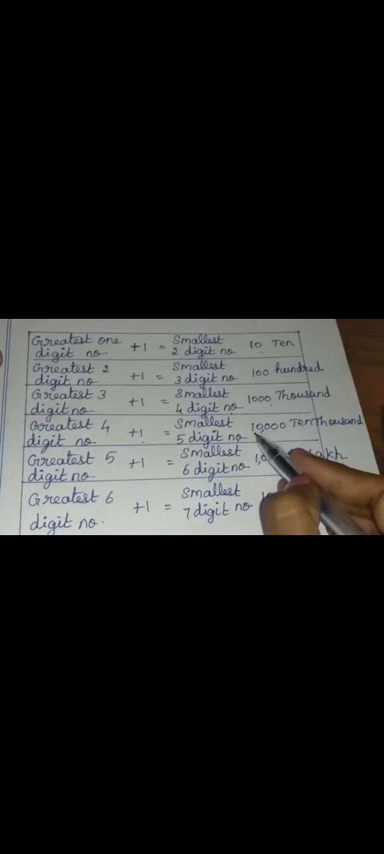 Greatest one digit no. +1 = Smallest 2 digit no. 10 Ten
Greatest 2 digit no. +1 = Smallest 3 digit no. 100 hundred
Greatest 3 digit no. +1 = Smallest 4 digit no. 1000 Thousand
Greatest 4 digit no. +1 = Smallest 5 digit no. 10000 Ten Thousand
Greatest 5 digit no. +1 = Smallest 6 digit no.
Greatest 6 digit no. +1 = Smallest 7 digit no